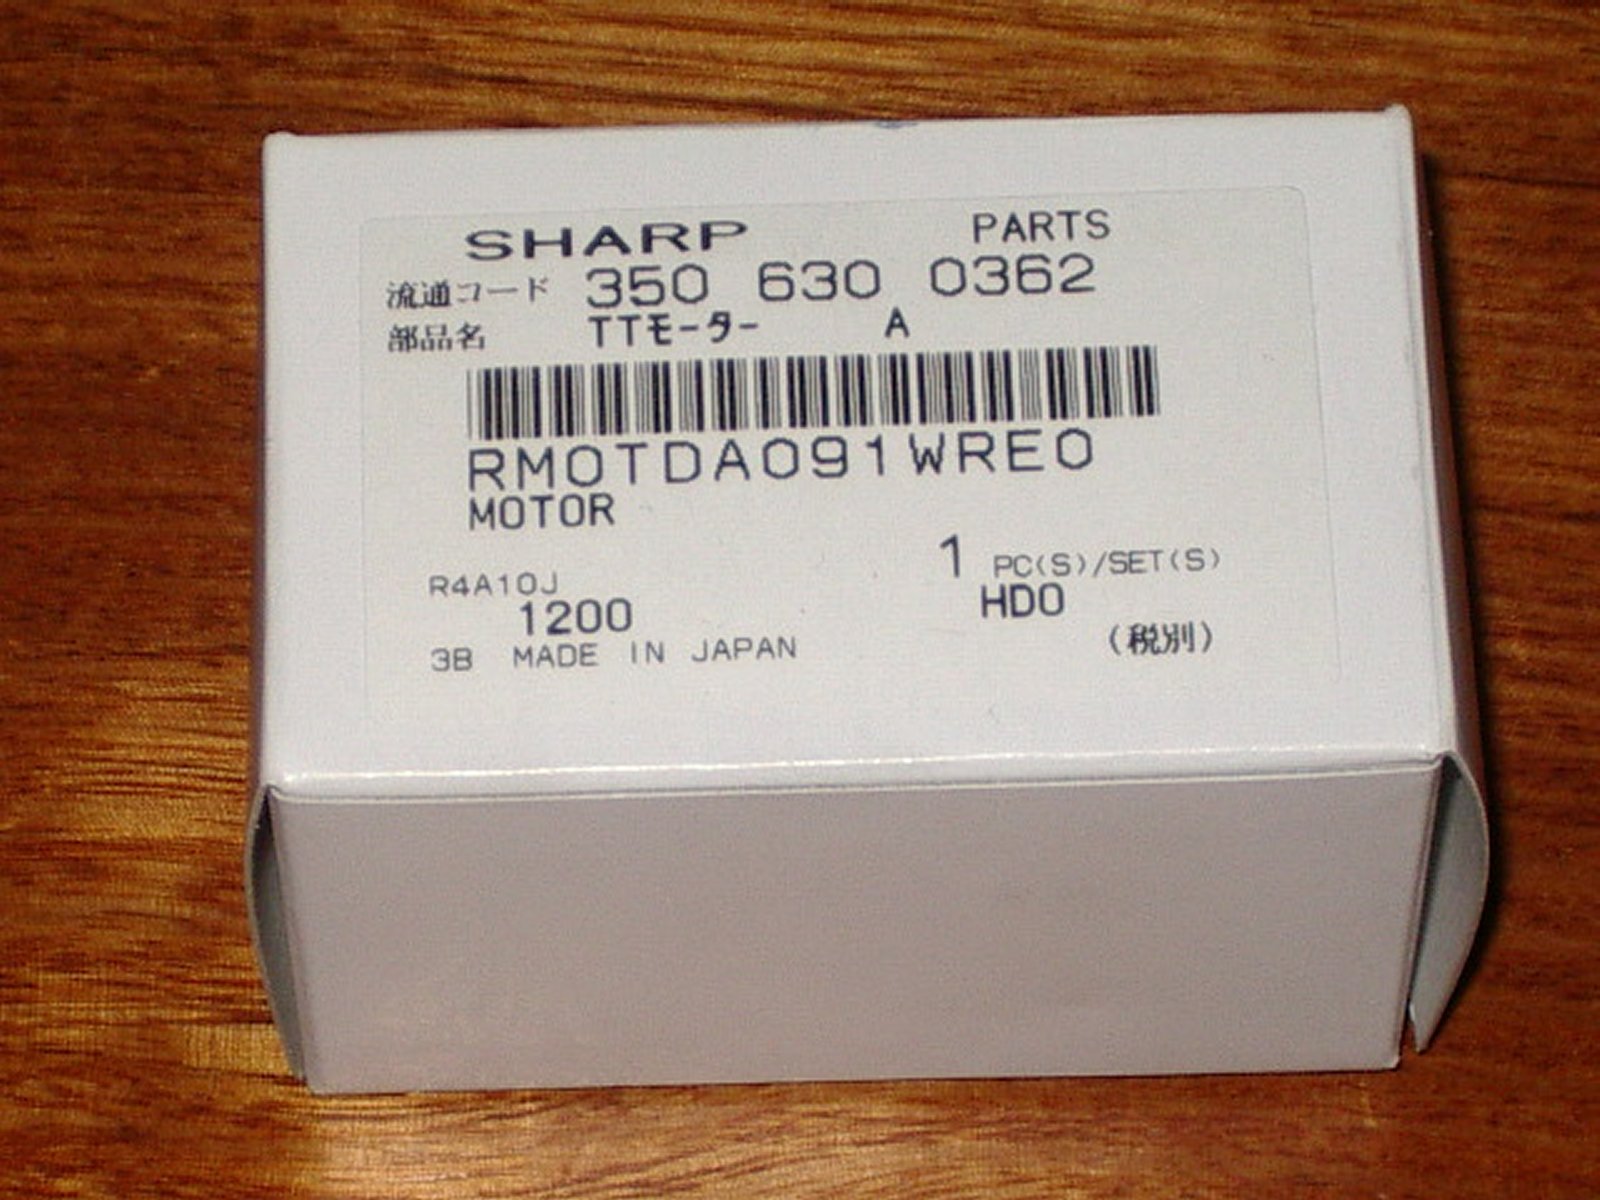 SHARP PARTS
流通コード 350 630 0362
部品名 TTモーター A
RMOTDA091WRE0
MOTOR
1 PC(S)/SET(S)
R4A10J
1200 HDO
(税別)
3B MADE IN JAPAN